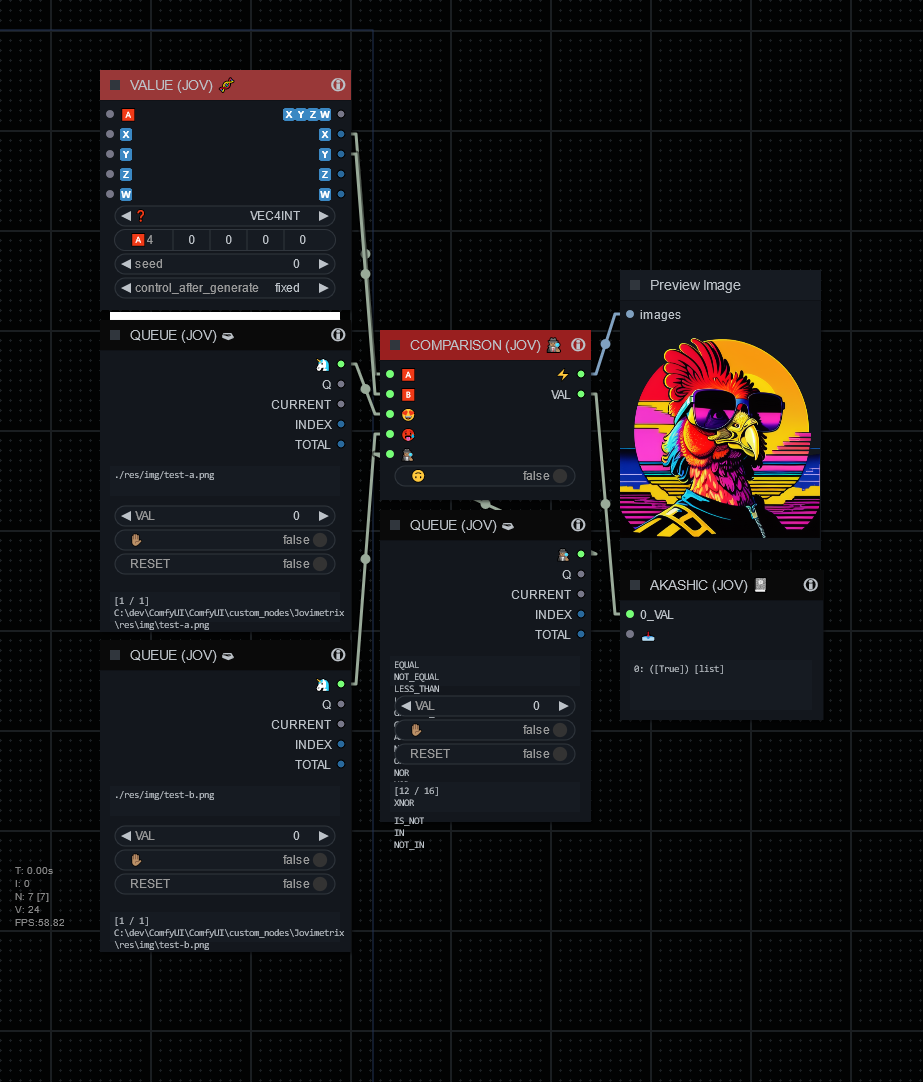 VALUE (JOV) 🧬
A X Y Z W
X X
Y Y
Z Z
W W
❓ VEC4INT
🅰4 0 0 0 0
seed 0
control_after_generate fixed
QUEUE (JOV)
🦄
Q
CURRENT
INDEX
TOTAL
./res/img/test-a.png
VAL 0
✋🏽 false
RESET false
[1 / 1]
C:\dev\ComfyUI\ComfyUI\custom_nodes\Jovimetrix
\res\img\test-a.png
QUEUE (JOV)
🦄
Q
CURRENT
INDEX
TOTAL
./res/img/test-b.png
VAL 0
✋🏽 false
RESET false
[1 / 1]
C:\dev\ComfyUI\ComfyUI\custom_nodes\Jovimetrix
\res\img\test-b.png
T: 0.00s
I: 0
N: 7 [7]
V: 24
FPS:58.82
COMPARISON (JOV) 🕵🏽
A ⚡
B VAL
😍
🥵
🕵🏽
🙃 false
QUEUE (JOV)
🕵🏽
Q
CURRENT
INDEX
TOTAL
EQUAL
NOT_EQUAL
LESS_THAN
VAL 0
✋🏽 false
RESET false
NOR
[12 / 16]
XNOR
IS_NOT
IN
NOT_IN
Preview Image
images
AKASHIC (JOV) 📓
0_VAL
0: ([True]) [list]